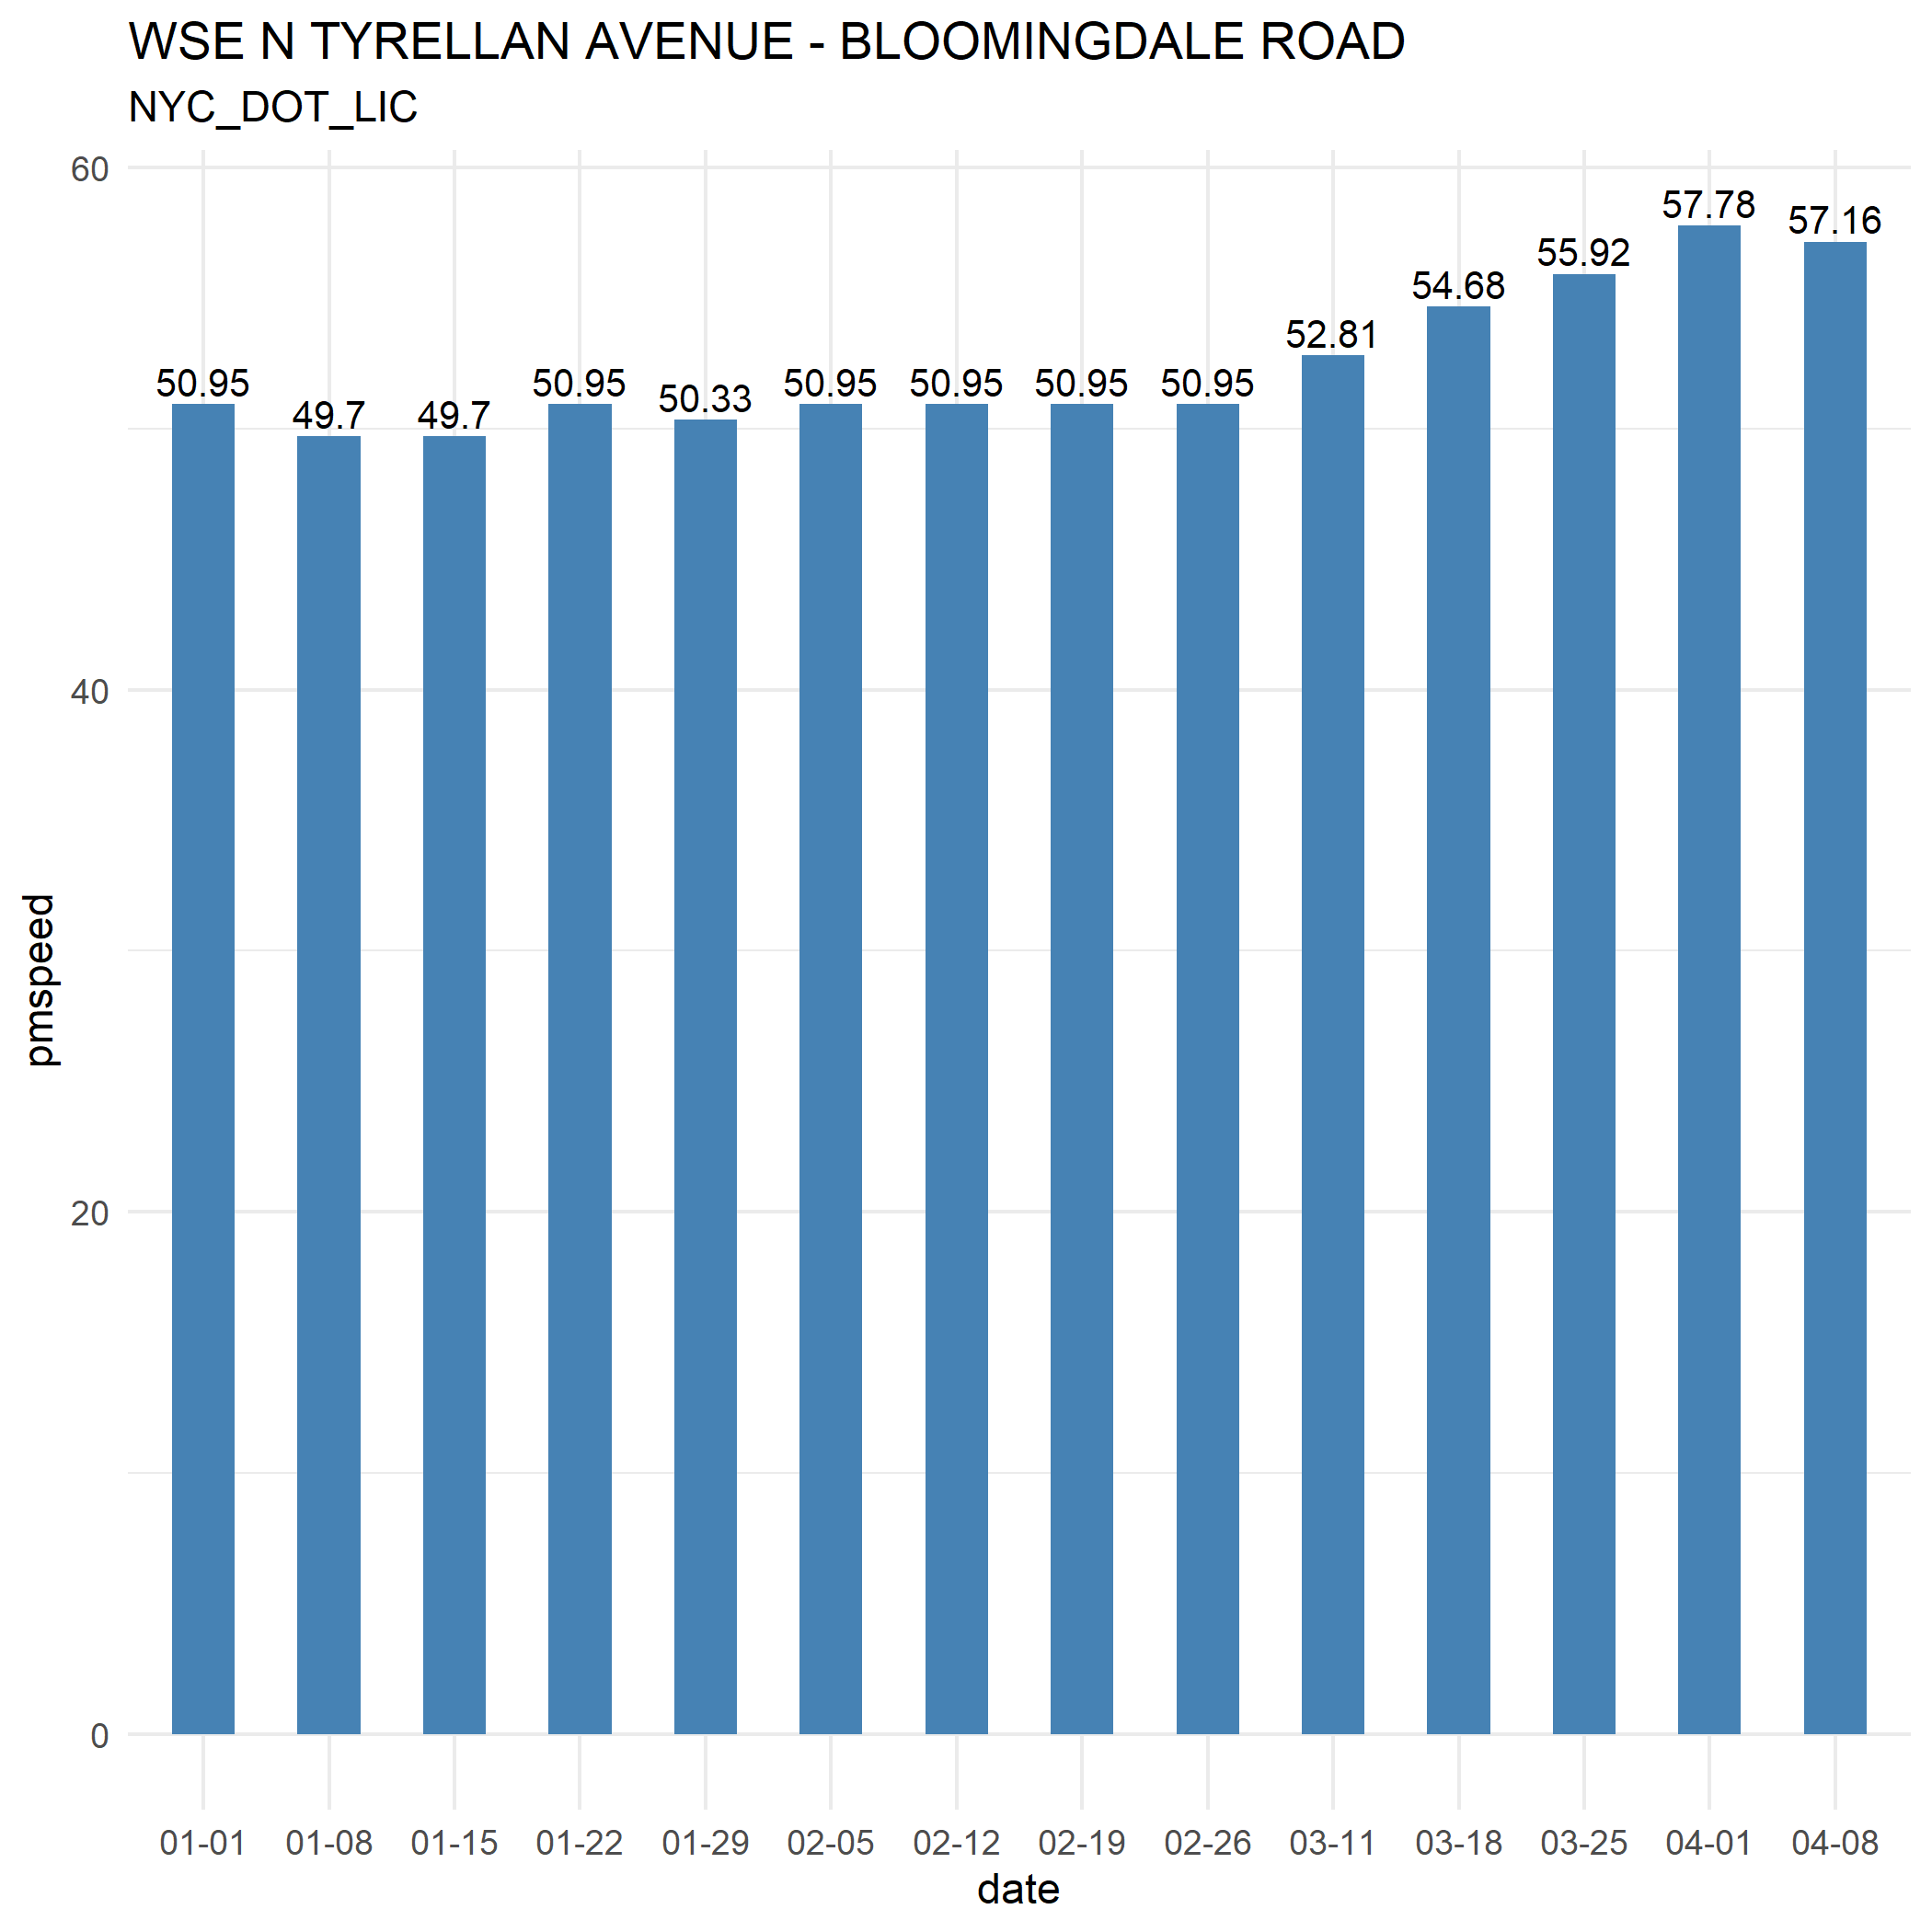 WSE N TYRELLAN AVENUE - BLOOMINGDALE ROAD
NYC_DOT_LIC
60
40
20
0
pmspeed
50.95 49.7 49.7 50.95 50.33 50.95 50.95 50.95 50.95 52.81 54.68 55.92 57.78 57.16
01-01 01-08 01-15 01-22 01-29 02-05 02-12 02-19 02-26 03-11 03-18 03-25 04-01 04-08
date